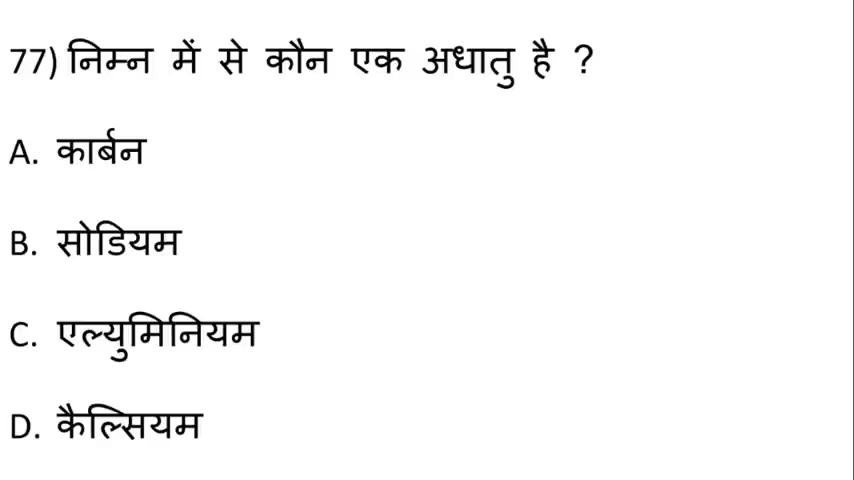 77) निम्न में से कौन एक अधातु है ?
A. कार्बन
B. सोडियम
C. एल्युमिनियम
D. कैल्सियम